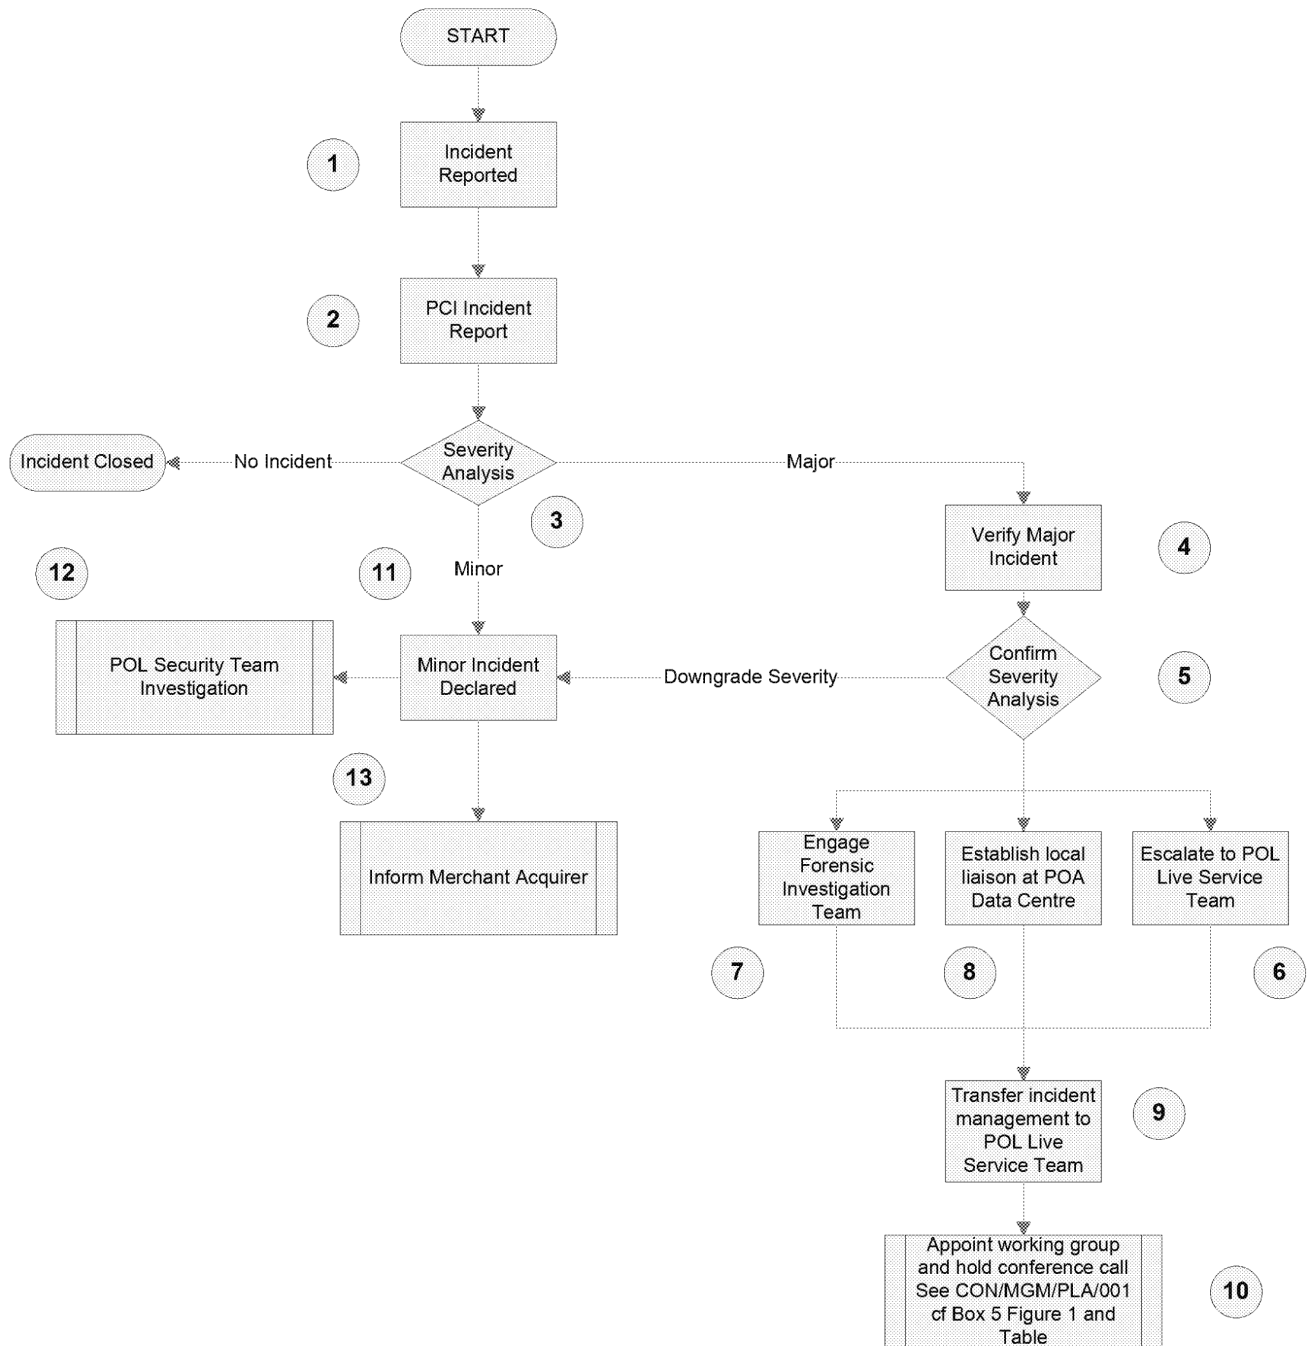 START
1
Incident
Reported
2
PCI Incident
Report
Incident Closed
No Incident
Severity
Analysis
Major
3
Verify Major
Incident
4
12
11
Minor
POL Security Team
Investigation
Minor Incident
Declared
Downgrade Severity
Confirm
Severity
Analysis
5
13
Inform Merchant Acquirer
Engage
Forensic
Investigation
Team
Establish local
liaison at POA
Data Centre
Escalate to POL
Live Service
Team
7
8
6
Transfer incident
management to
POL Live
Service Team
9
Appoint working group
and hold conference call
See CON/MGM/PLA/001
cf Box 5 Figure 1 and
Table
10